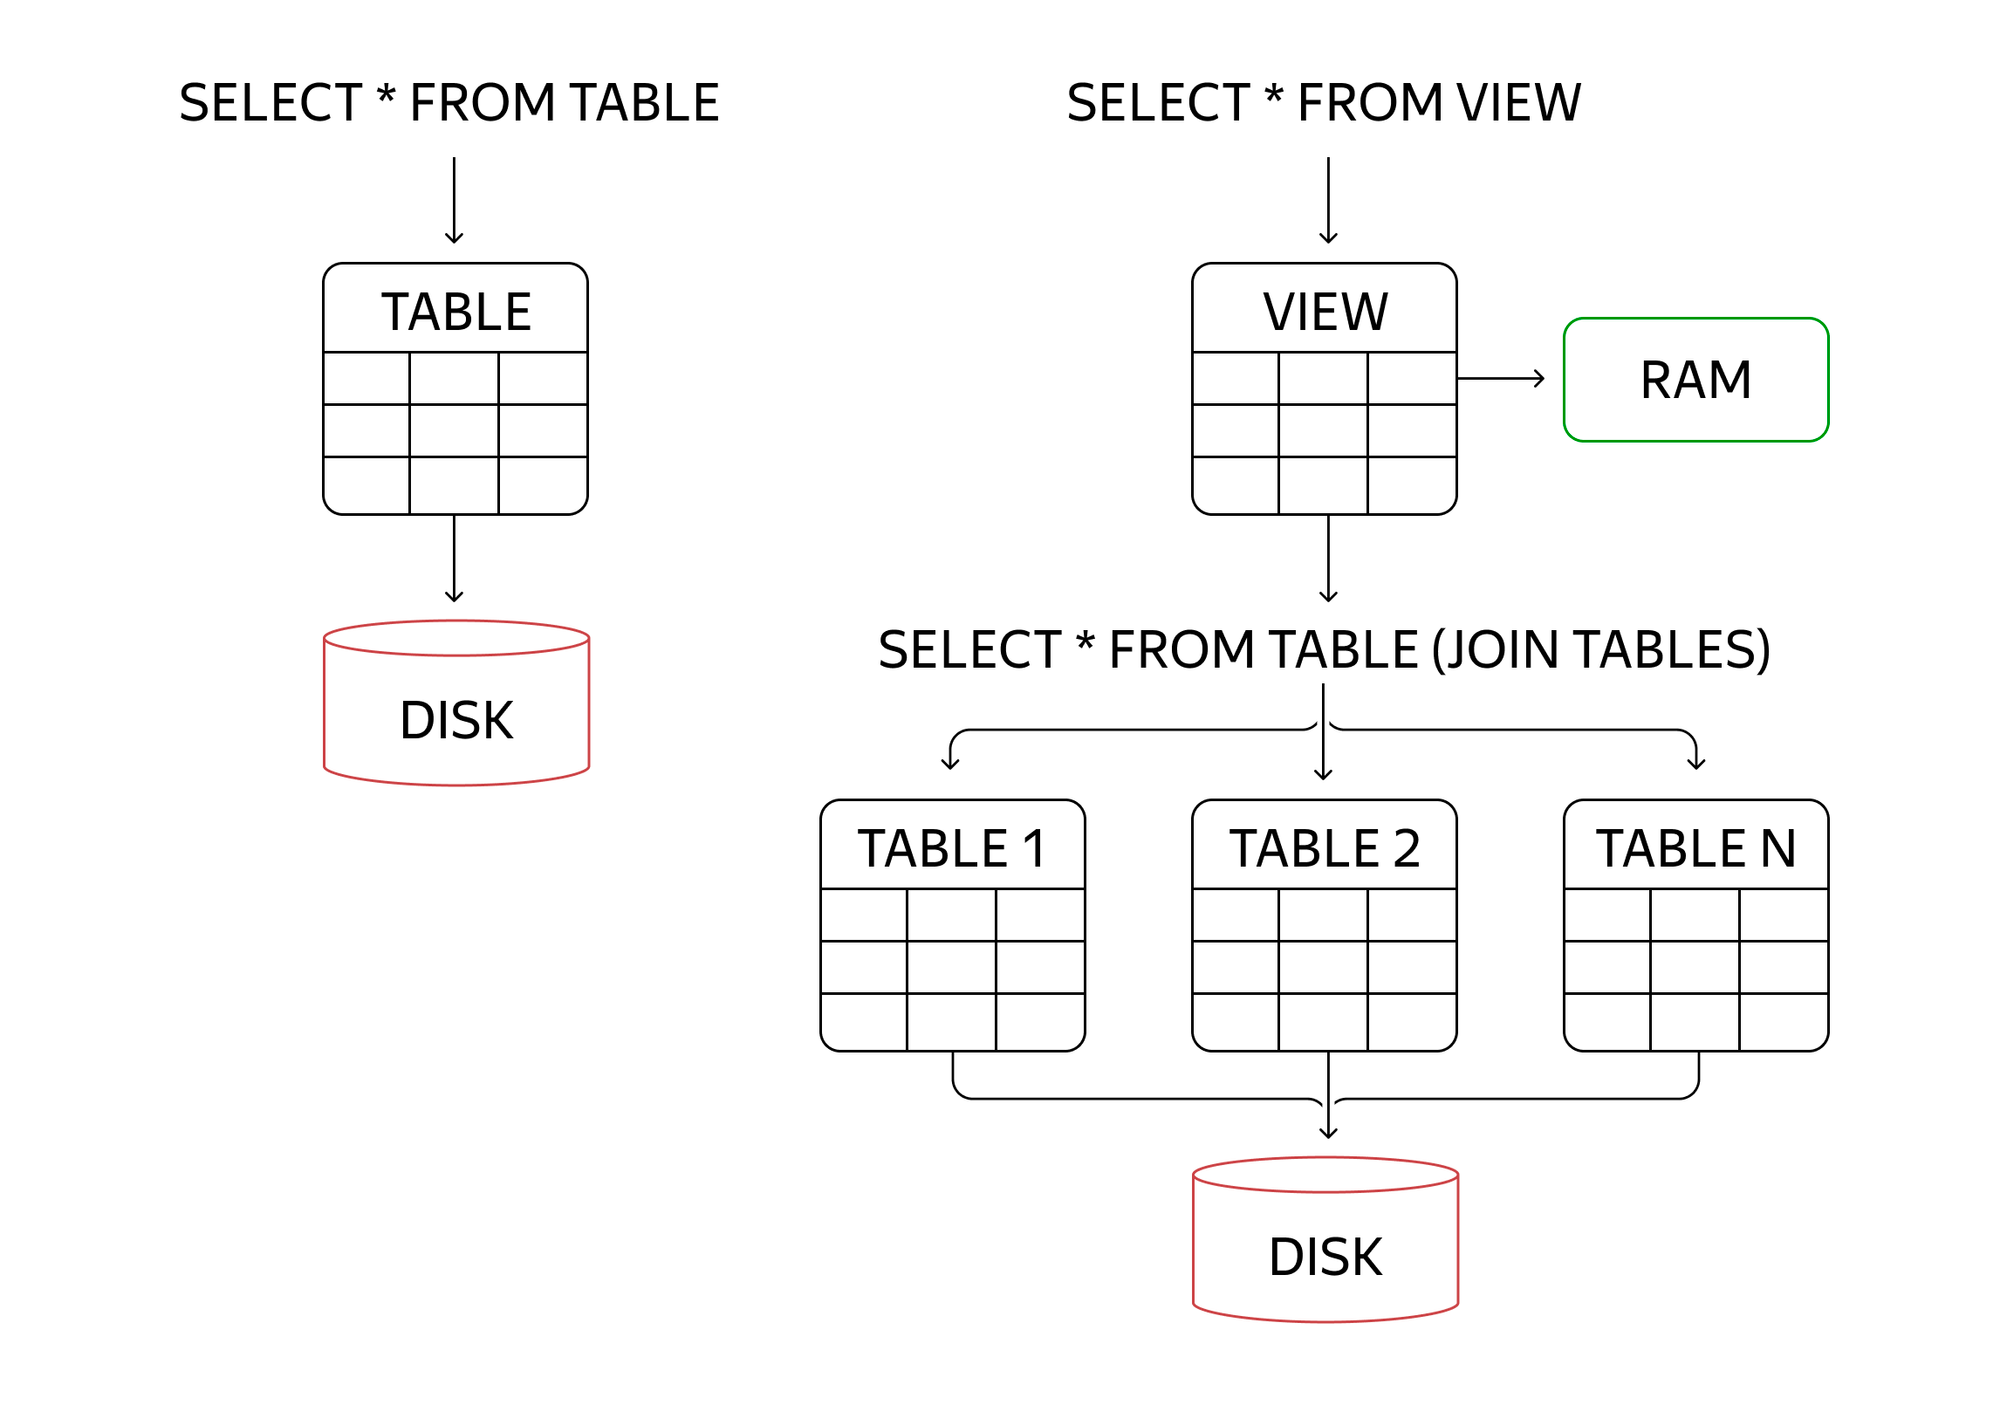 SELECT * FROM TABLE
TABLE
DISK
SELECT * FROM VIEW
VIEW
RAM
SELECT * FROM TABLE (JOIN TABLES)
TABLE 1
TABLE 2
TABLE N
DISK